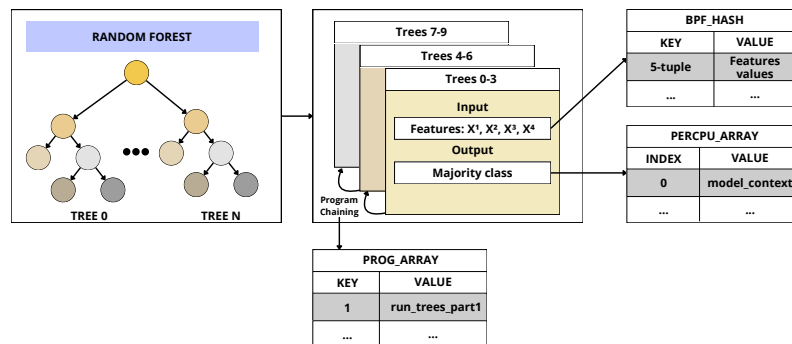 RANDOM FOREST
●●●
TREE 0
TREE N
Trees 7-9
Trees 4-6
Trees 0-3
Input
Features: X¹, X², X³, X⁴
Output
Majority class
Program
Chaining
BPF_HASH
KEY VALUE
5-tuple Features
values
... ...
PERCPU_ARRAY
INDEX VALUE
0 model_context
... ...
PROG_ARRAY
KEY VALUE
1 run_trees_part1
... ...